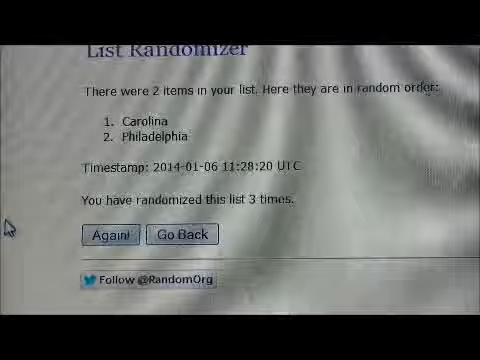 List Randomizer
There were 2 items in your list. Here they are in random order:
1. Carolina
2. Philadelphia
Timestamp: 2014-01-06 11:28:20 UTC
You have randomized this list 3 times.
Again! Go Back
Follow @RandomOrg